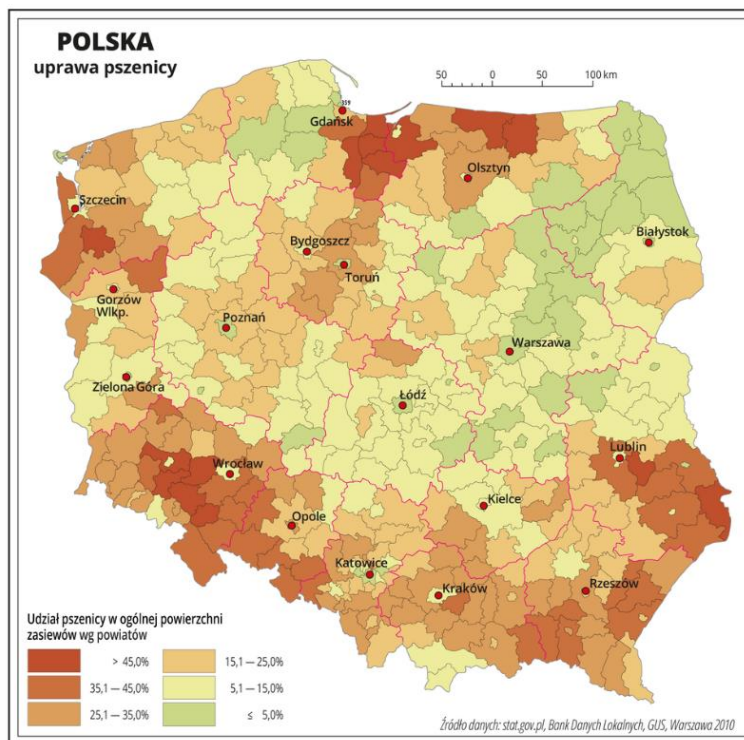 POLSKA
uprawa pszenicy
50 0 50 100 km
Gdańsk
Olsztyn
Szczecin
Białystok
Bydgoszcz
Toruń
Gorzów
Wlkp.
Poznań
Warszawa
Zielona Góra
Łódź
Lublin
Wrocław
Kielce
Opole
Katowice
Kraków
Rzeszów
Udział pszenicy w ogólnej powierzchni
zasiewów wg powiatów
> 45,0% 15,1 — 25,0%
35,1 — 45,0% 5,1 — 15,0%
25,1 — 35,0% ≤ 5,0%
Źródło danych: stat.gov.pl, Bank Danych Lokalnych, GUS, Warszawa 2010